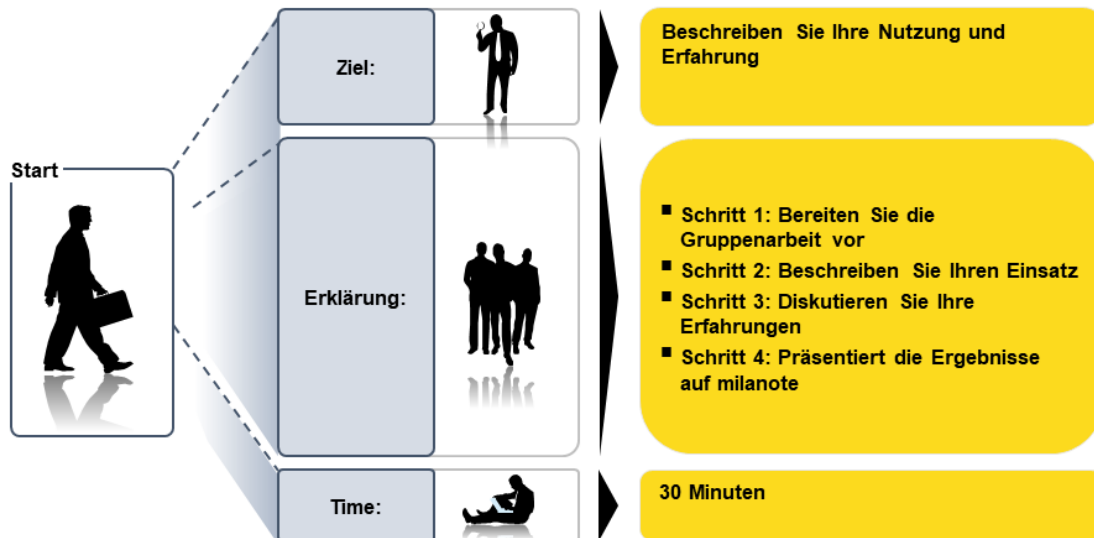 Start
Ziel:
Beschreiben Sie Ihre Nutzung und
Erfahrung
Erklärung:
▪ Schritt 1: Bereiten Sie die
Gruppenarbeit vor
▪ Schritt 2: Beschreiben Sie Ihren Einsatz
▪ Schritt 3: Diskutieren Sie Ihre
Erfahrungen
▪ Schritt 4: Präsentiert die Ergebnisse
auf milanote
Time:
30 Minuten